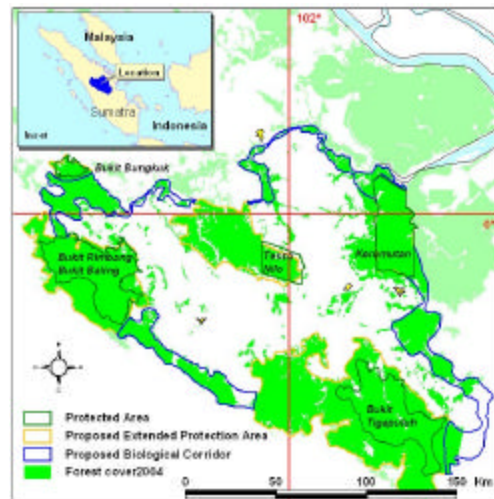 Malaysia
Location
Sumatra
Indonesia
Inset
102°
0°
Bukit Bungkuk
Bukit Rimbang
Bukit Baling
Tesso
Nilo
Kerumutan
Bukit
Tigapuluh
Protected Area
Proposed Extended Protection Area
Proposed Biological Corridor
Forest cover2004
0 50 100 150 Km